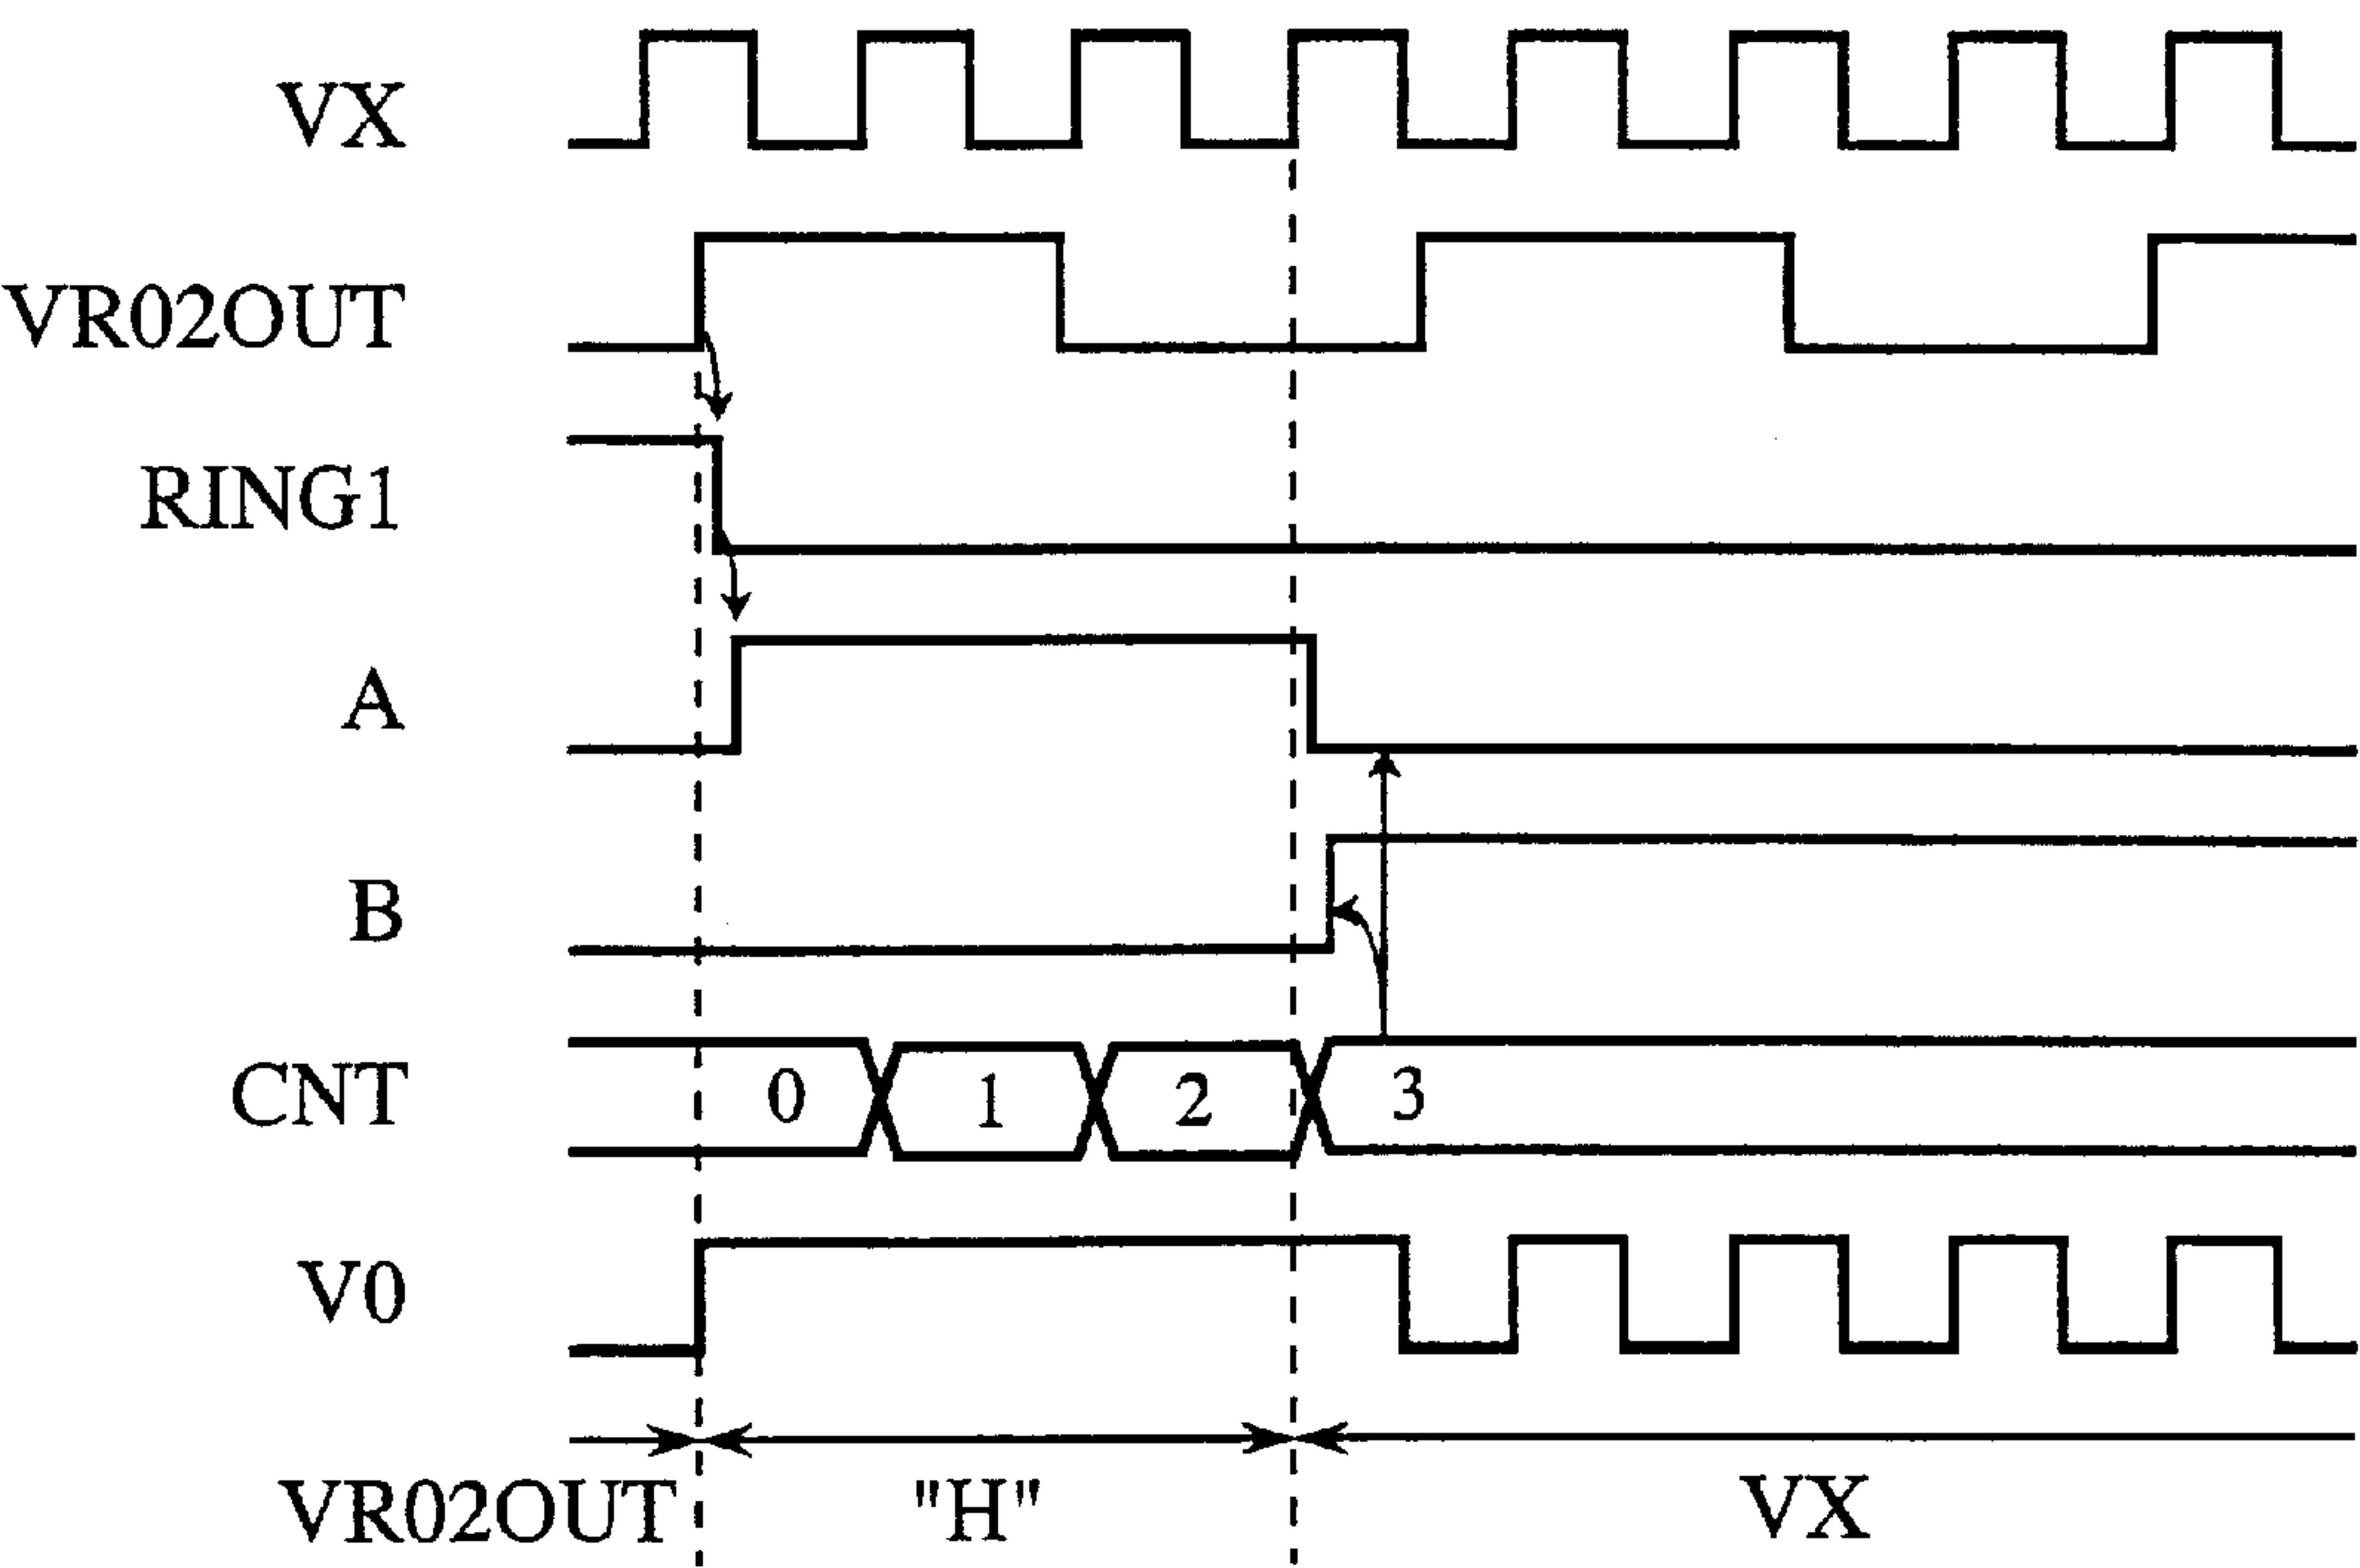 VX
VR02OUT
RING1
A
B
CNT 0 1 2 3
V0
VR02OUT "H" VX